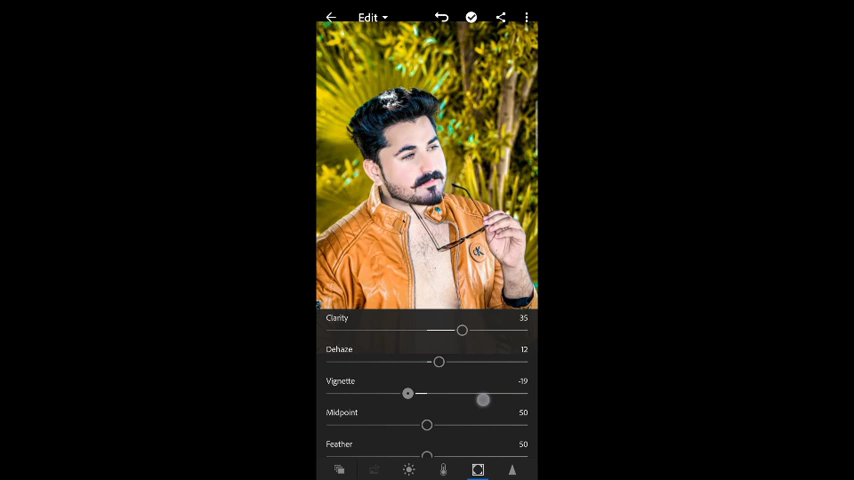 Edit
Clarity 35
Dehaze 12
Vignette -19
Midpoint 50
Feather 50